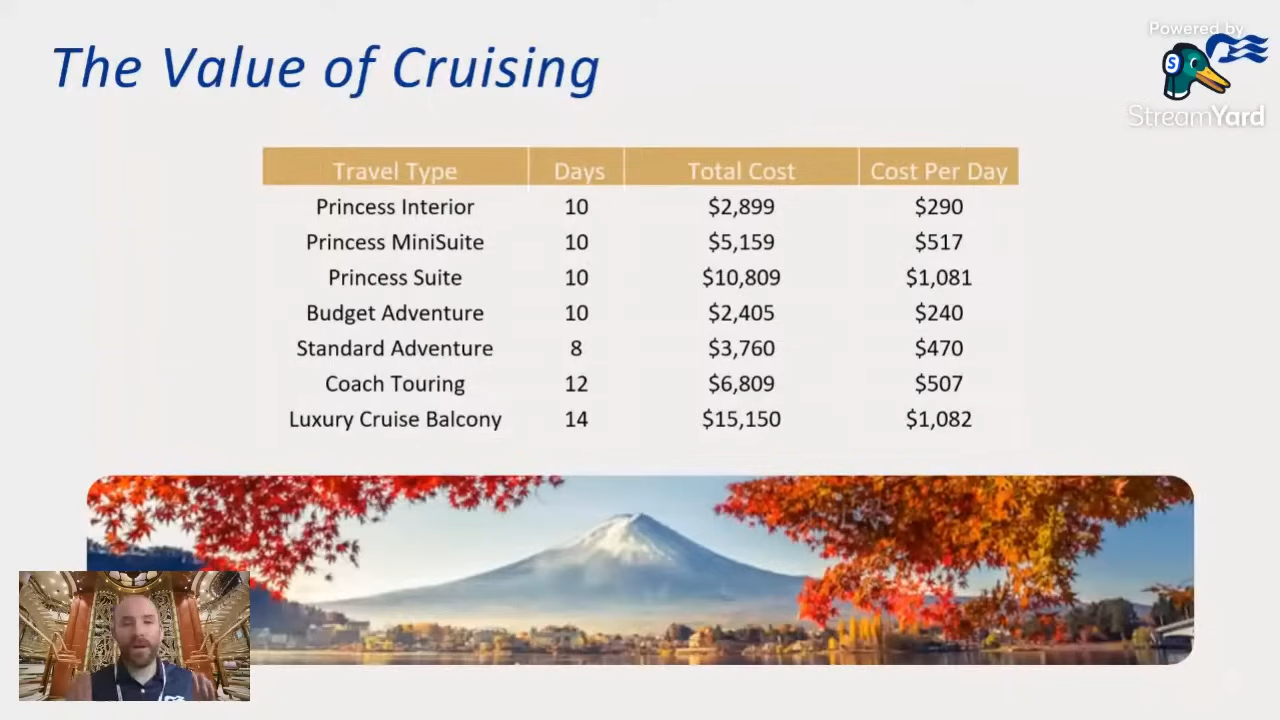 Powered by
The Value of Cruising
S
StreamYard
Travel Type Days Total Cost Cost Per Day
Princess Interior 10 $2,899 $290
Princess MiniSuite 10 $5,159 $517
Princess Suite 10 $10,809 $1,081
Budget Adventure 10 $2,405 $240
Standard Adventure 8 $3,760 $470
Coach Touring 12 $6,809 $507
Luxury Cruise Balcony 14 $15,150 $1,082